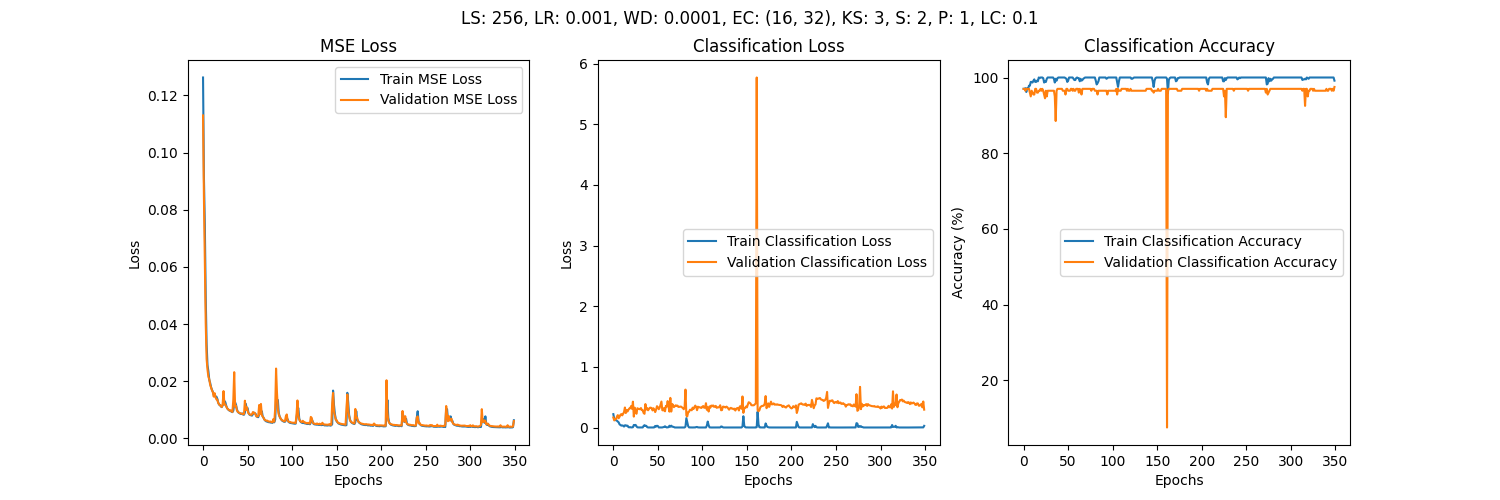 LS: 256, LR: 0.001, WD: 0.0001, EC: (16, 32), KS: 3, S: 2, P: 1, LC: 0.1
MSE Loss
Train MSE Loss
Validation MSE Loss
0.12
0.10
0.08
0.06
0.04
0.02
0.00
Loss
0 50 100 150 200 250 300 350
Epochs
Classification Loss
Train Classification Loss
Validation Classification Loss
6
5
4
3
2
1
0
Loss
0 50 100 150 200 250 300 350
Epochs
Classification Accuracy
Train Classification Accuracy
Validation Classification Accuracy
100
80
60
40
20
Accuracy (%)
0 50 100 150 200 250 300 350
Epochs